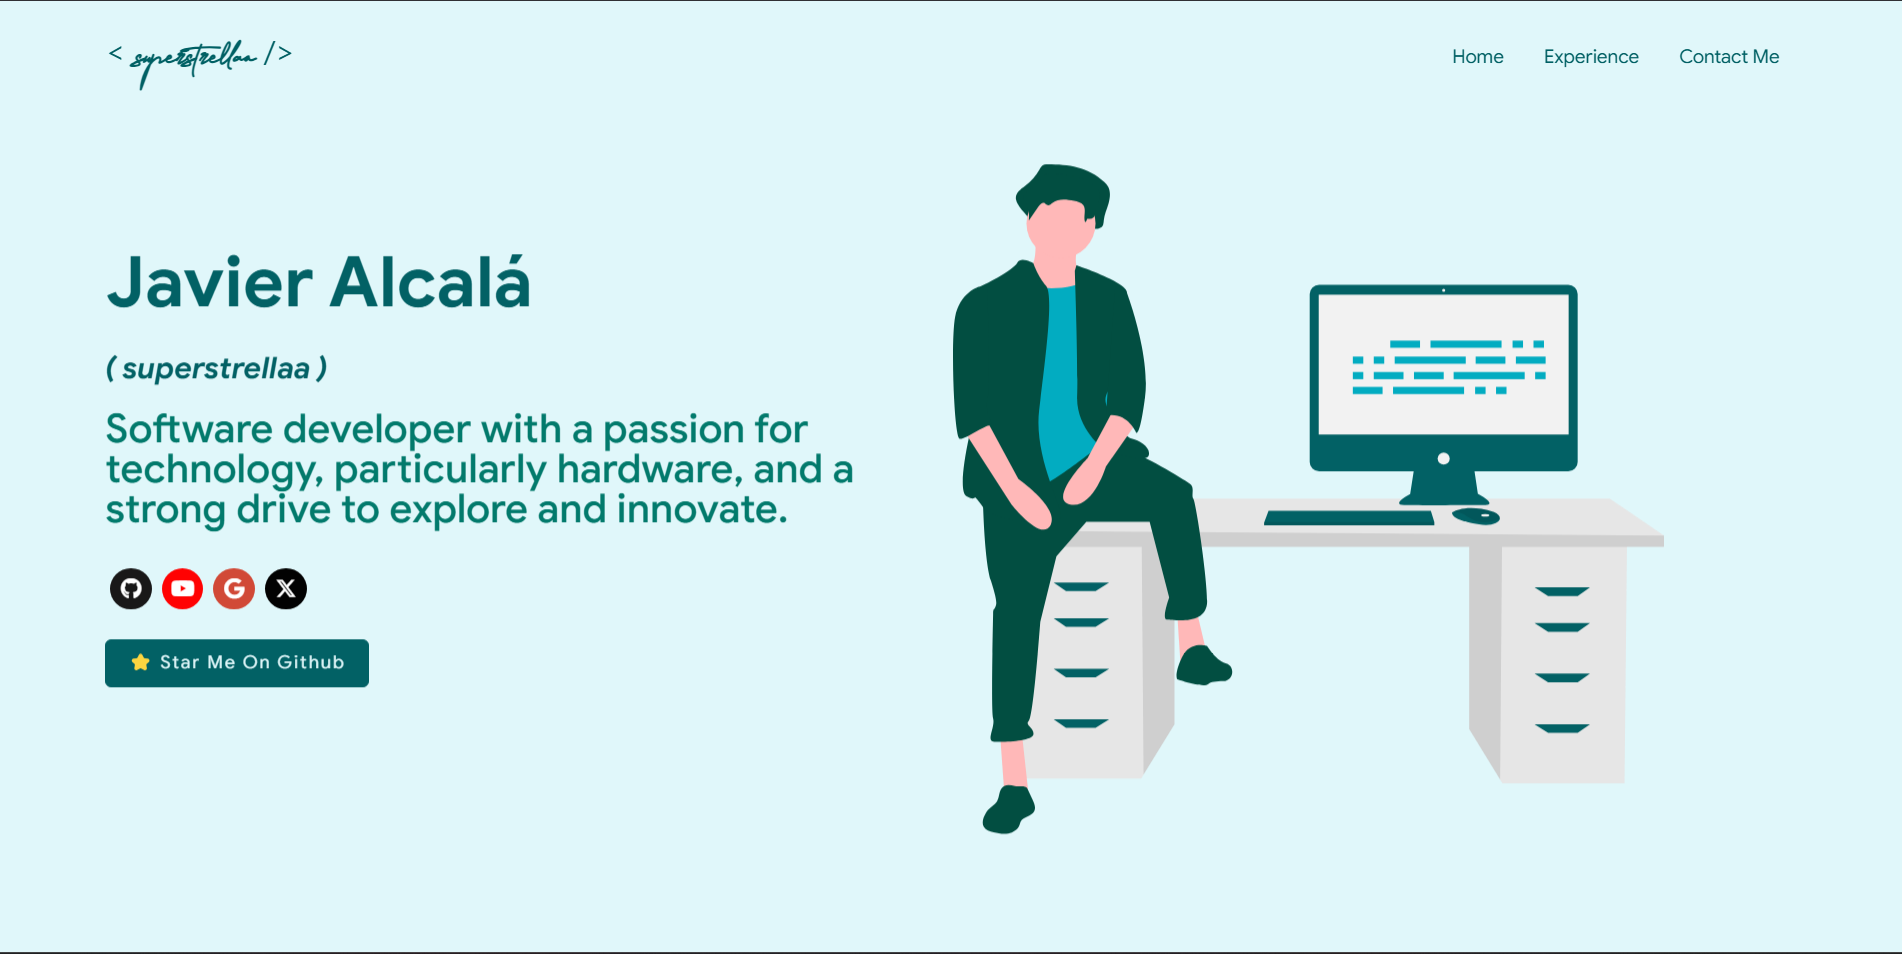 < superstrellaa />
Home
Experience
Contact Me
Javier Alcalá
( superstrellaa )
Software developer with a passion for
technology, particularly hardware, and a
strong drive to explore and innovate.
G
X
⭐ Star Me On Github